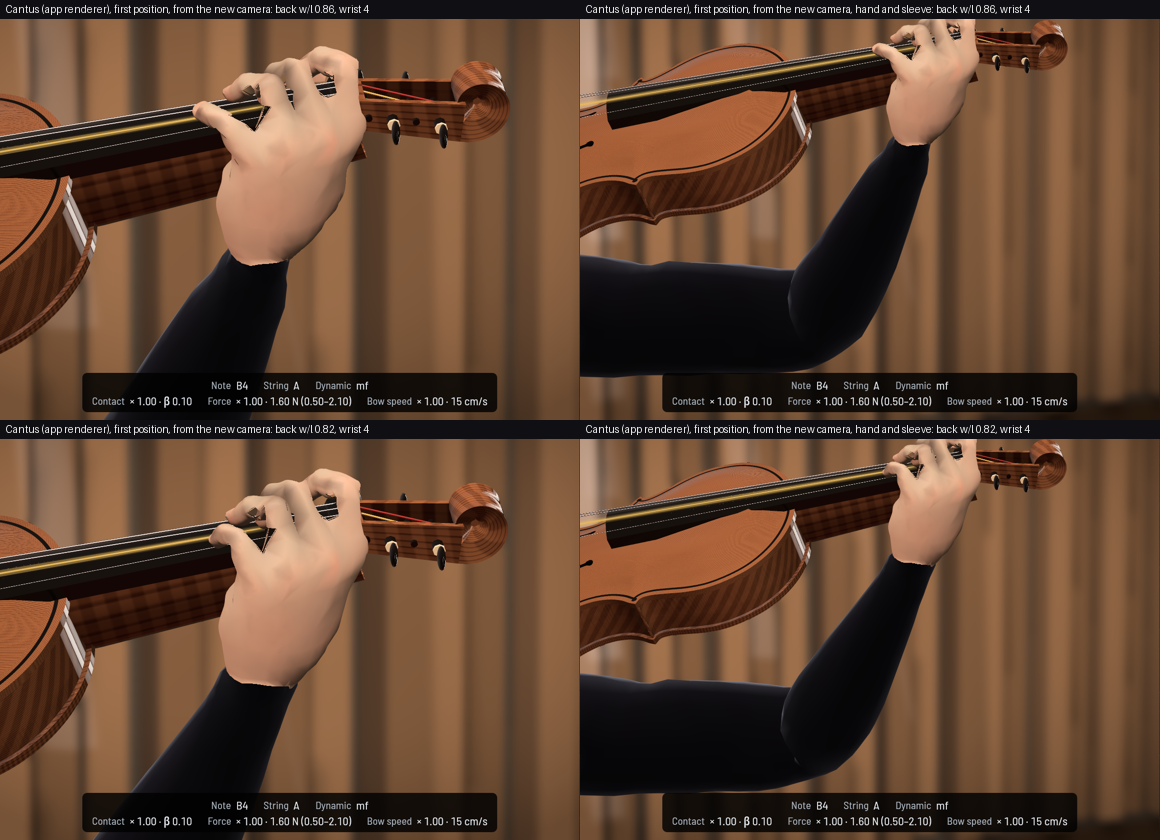 Cantus (app renderer), first position, from the new camera: back w/l 0.86, wrist 4
Cantus (app renderer), first position, from the new camera, hand and sleeve: back w/l 0.86, wrist 4
Note B4 String A Dynamic mf
Contact × 1.00 · β 0.10 Force × 1.00 · 1.60 N (0.50–2.10) Bow speed × 1.00 · 15 cm/s
Note B4 String A Dynamic mf
Contact × 1.00 · β 0.10 Force × 1.00 · 1.60 N (0.50–2.10) Bow speed × 1.00 · 15 cm/s
Cantus (app renderer), first position, from the new camera: back w/l 0.82, wrist 4
Cantus (app renderer), first position, from the new camera, hand and sleeve: back w/l 0.82, wrist 4
Note B4 String A Dynamic mf
Contact × 1.00 · β 0.10 Force × 1.00 · 1.60 N (0.50–2.10) Bow speed × 1.00 · 15 cm/s
Note B4 String A Dynamic mf
Contact × 1.00 · β 0.10 Force × 1.00 · 1.60 N (0.50–2.10) Bow speed × 1.00 · 15 cm/s